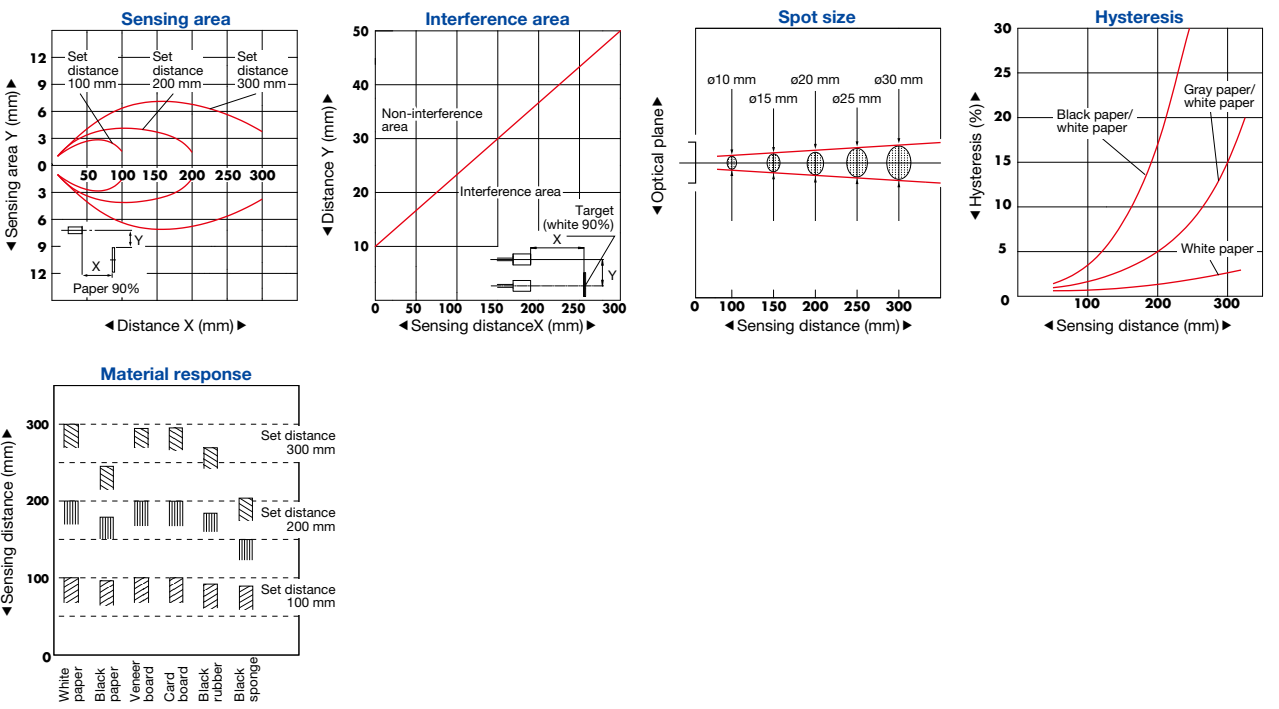 Sensing area
◀Sensing area Y (mm)▶
12
9
6
3
0
3
6
9
12
Set
distance
100 mm
Set
distance
200 mm
Set
distance
300 mm
50 100 150 200 250 300
Y
X
Paper 90%
◀Distance X (mm)▶
Interference area
◀Distance Y (mm)▶
50
40
30
20
10
0
Non-interference
area
Interference area
Target
(white 90%)
X
Y
50 100 150 200 250 300
◀Sensing distanceX (mm)▶
Spot size
◀Optical plane▶
ø10 mm
ø15 mm
ø20 mm
ø25 mm
ø30 mm
0 100 150 200 250 300
◀Sensing distance (mm)▶
Hysteresis
◀Hysteresis (%)▶
30
25
20
15
10
5
0
Black paper/
white paper
Gray paper/
white paper
White paper
100 200 300
◀Sensing distance (mm)▶
Material response
◀Sensing distance (mm)▶
300
200
100
0
Set distance
300 mm
Set distance
200 mm
Set distance
100 mm
White
paper
Black
paper
Veneer
board
Card
board
Black
rubber
Black
sponge